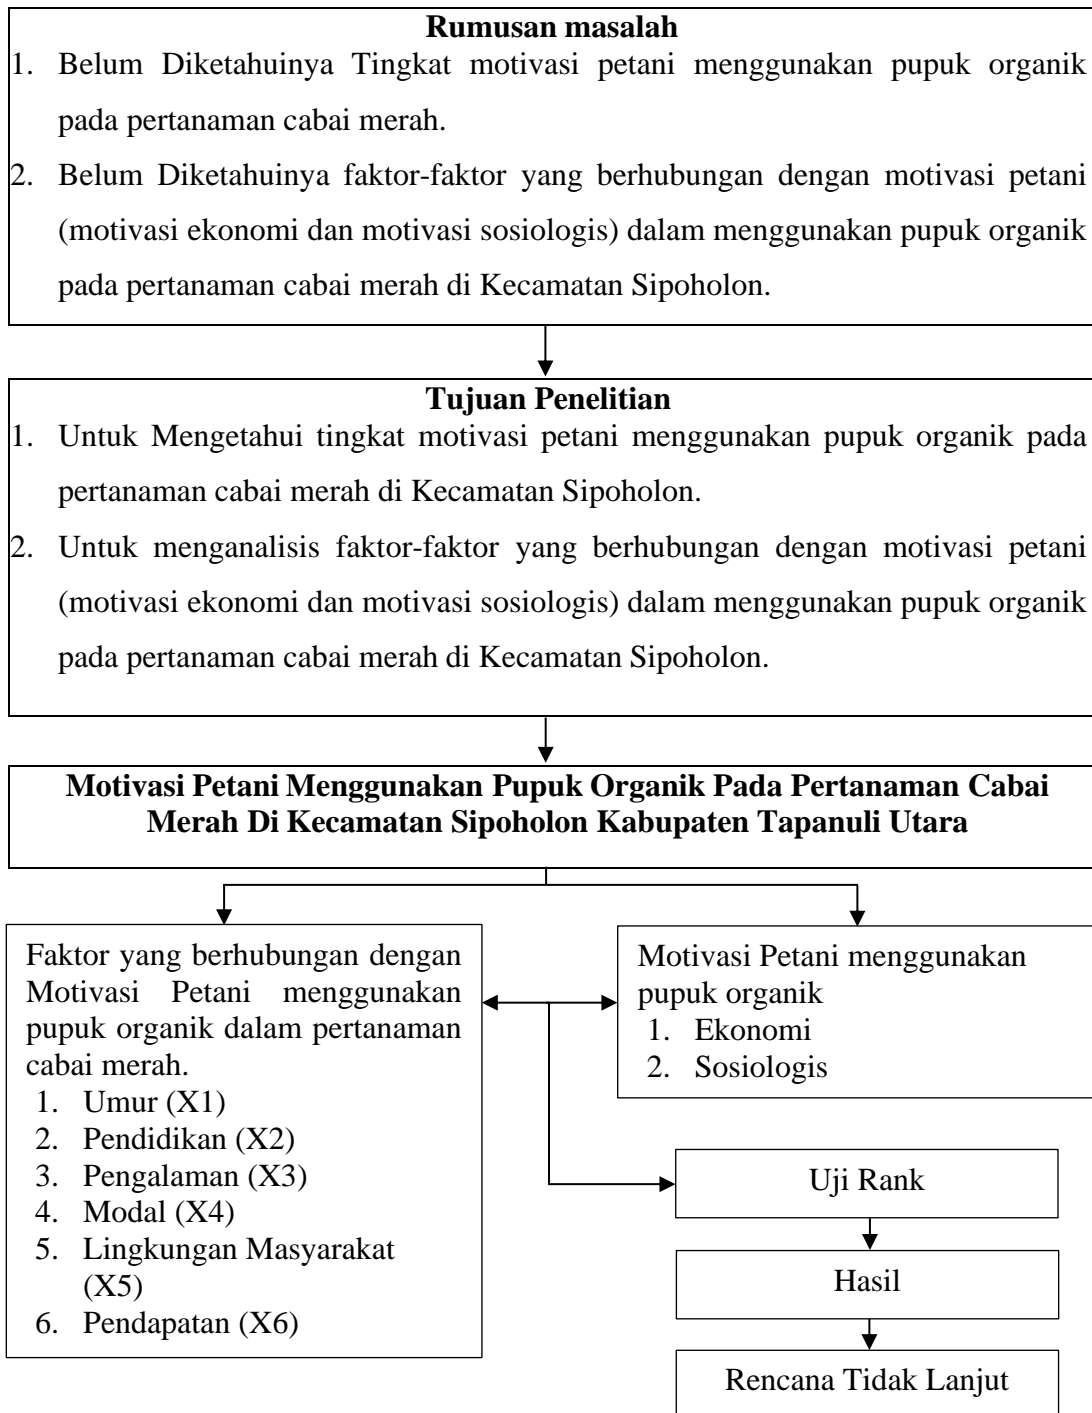 Rumusan masalah
1. Belum Diketahuinya Tingkat motivasi petani menggunakan pupuk organik
pada pertanaman cabai merah.
2. Belum Diketahuinya faktor-faktor yang berhubungan dengan motivasi petani
(motivasi ekonomi dan motivasi sosiologis) dalam menggunakan pupuk organik
pada pertanaman cabai merah di Kecamatan Sipoholon.
Tujuan Penelitian
1. Untuk Mengetahui tingkat motivasi petani menggunakan pupuk organik pada
pertanaman cabai merah di Kecamatan Sipoholon.
2. Untuk menganalisis faktor-faktor yang berhubungan dengan motivasi petani
(motivasi ekonomi dan motivasi sosiologis) dalam menggunakan pupuk organik
pada pertanaman cabai merah di Kecamatan Sipoholon.
Motivasi Petani Menggunakan Pupuk Organik Pada Pertanaman Cabai
Merah Di Kecamatan Sipoholon Kabupaten Tapanuli Utara
Faktor yang berhubungan dengan
Motivasi Petani menggunakan
pupuk organik dalam pertanaman
cabai merah.
1. Umur (X1)
2. Pendidikan (X2)
3. Pengalaman (X3)
4. Modal (X4)
5. Lingkungan Masyarakat
(X5)
6. Pendapatan (X6)
Motivasi Petani menggunakan
pupuk organik
1. Ekonomi
2. Sosiologis
Uji Rank
Hasil
Rencana Tidak Lanjut